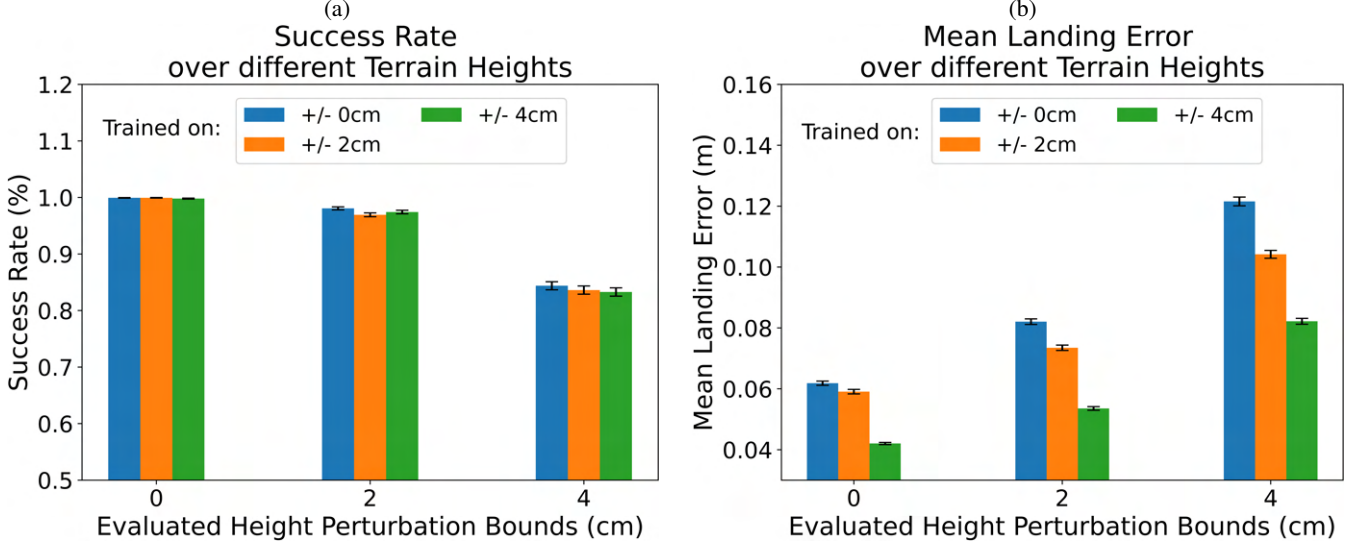 (a)
Success Rate
over different Terrain Heights
Success Rate (%)
1.2
1.1
1.0
0.9
0.8
0.7
0.6
0.5
Trained on:
+/- 0cm
+/- 2cm
+/- 4cm
0 2 4
Evaluated Height Perturbation Bounds (cm)
(b)
Mean Landing Error
over different Terrain Heights
Mean Landing Error (m)
0.16
0.14
0.12
0.10
0.08
0.06
0.04
Trained on:
+/- 0cm
+/- 2cm
+/- 4cm
0 2 4
Evaluated Height Perturbation Bounds (cm)